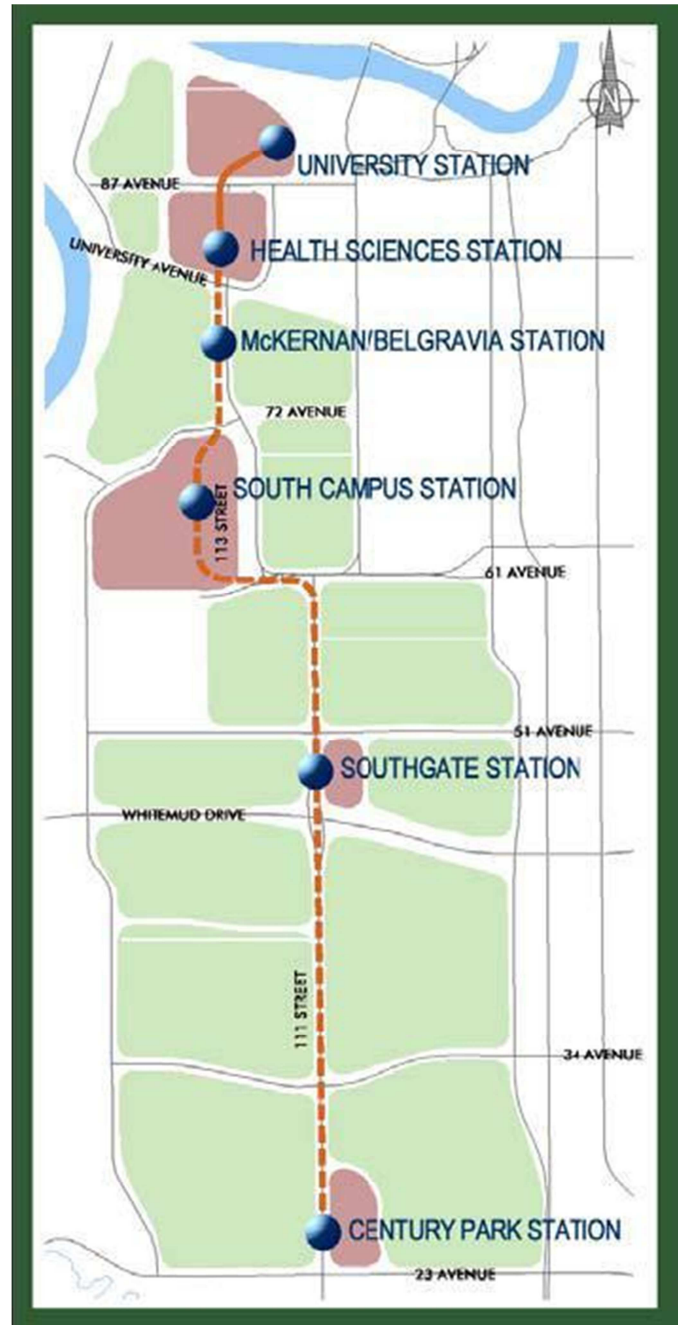 N
UNIVERSITY STATION
87 AVENUE
HEALTH SCIENCES STATION
UNIVERSITY AVENUE
McKERNAN/BELGRAVIA STATION
72 AVENUE
SOUTH CAMPUS STATION
113 STREET
61 AVENUE
51 AVENUE
SOUTHGATE STATION
WHITEMUD DRIVE
111 STREET
34 AVENUE
CENTURY PARK STATION
23 AVENUE